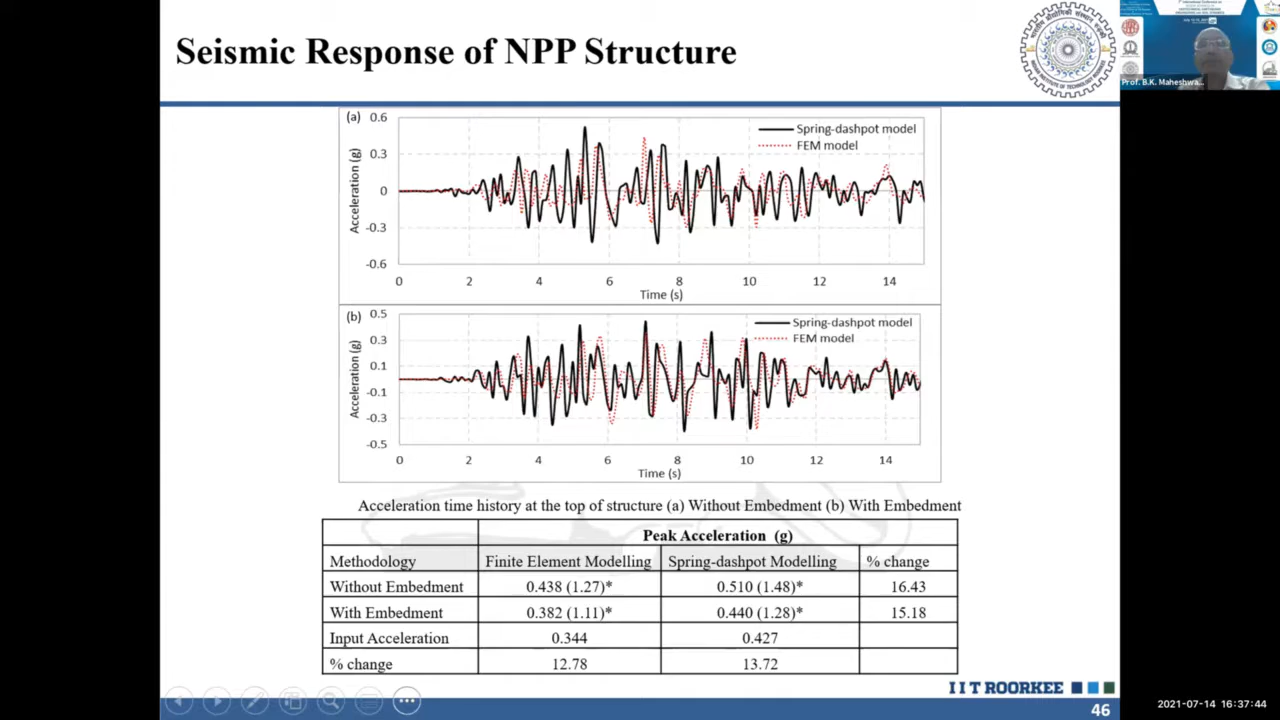 Seismic Response of NPP Structure
Prof. B.K. Maheshwa...
(a)
0.6
0.3
0
-0.3
-0.6
Acceleration (g)
Spring-dashpot model
FEM model
0 2 4 6 8 10 12 14
Time (s)
(b)
0.5
0.3
0.1
-0.1
-0.3
-0.5
Acceleration (g)
Spring-dashpot model
FEM model
0 2 4 6 8 10 12 14
Time (s)
Acceleration time history at the top of structure (a) Without Embedment (b) With Embedment
Peak Acceleration (g)
Methodology Finite Element Modelling Spring-dashpot Modelling % change
Without Embedment 0.438 (1.27)* 0.510 (1.48)* 16.43
With Embedment 0.382 (1.11)* 0.440 (1.28)* 15.18
Input Acceleration 0.344 0.427
% change 12.78 13.72
I I T ROORKEE
46
2021-07-14 16:37:44